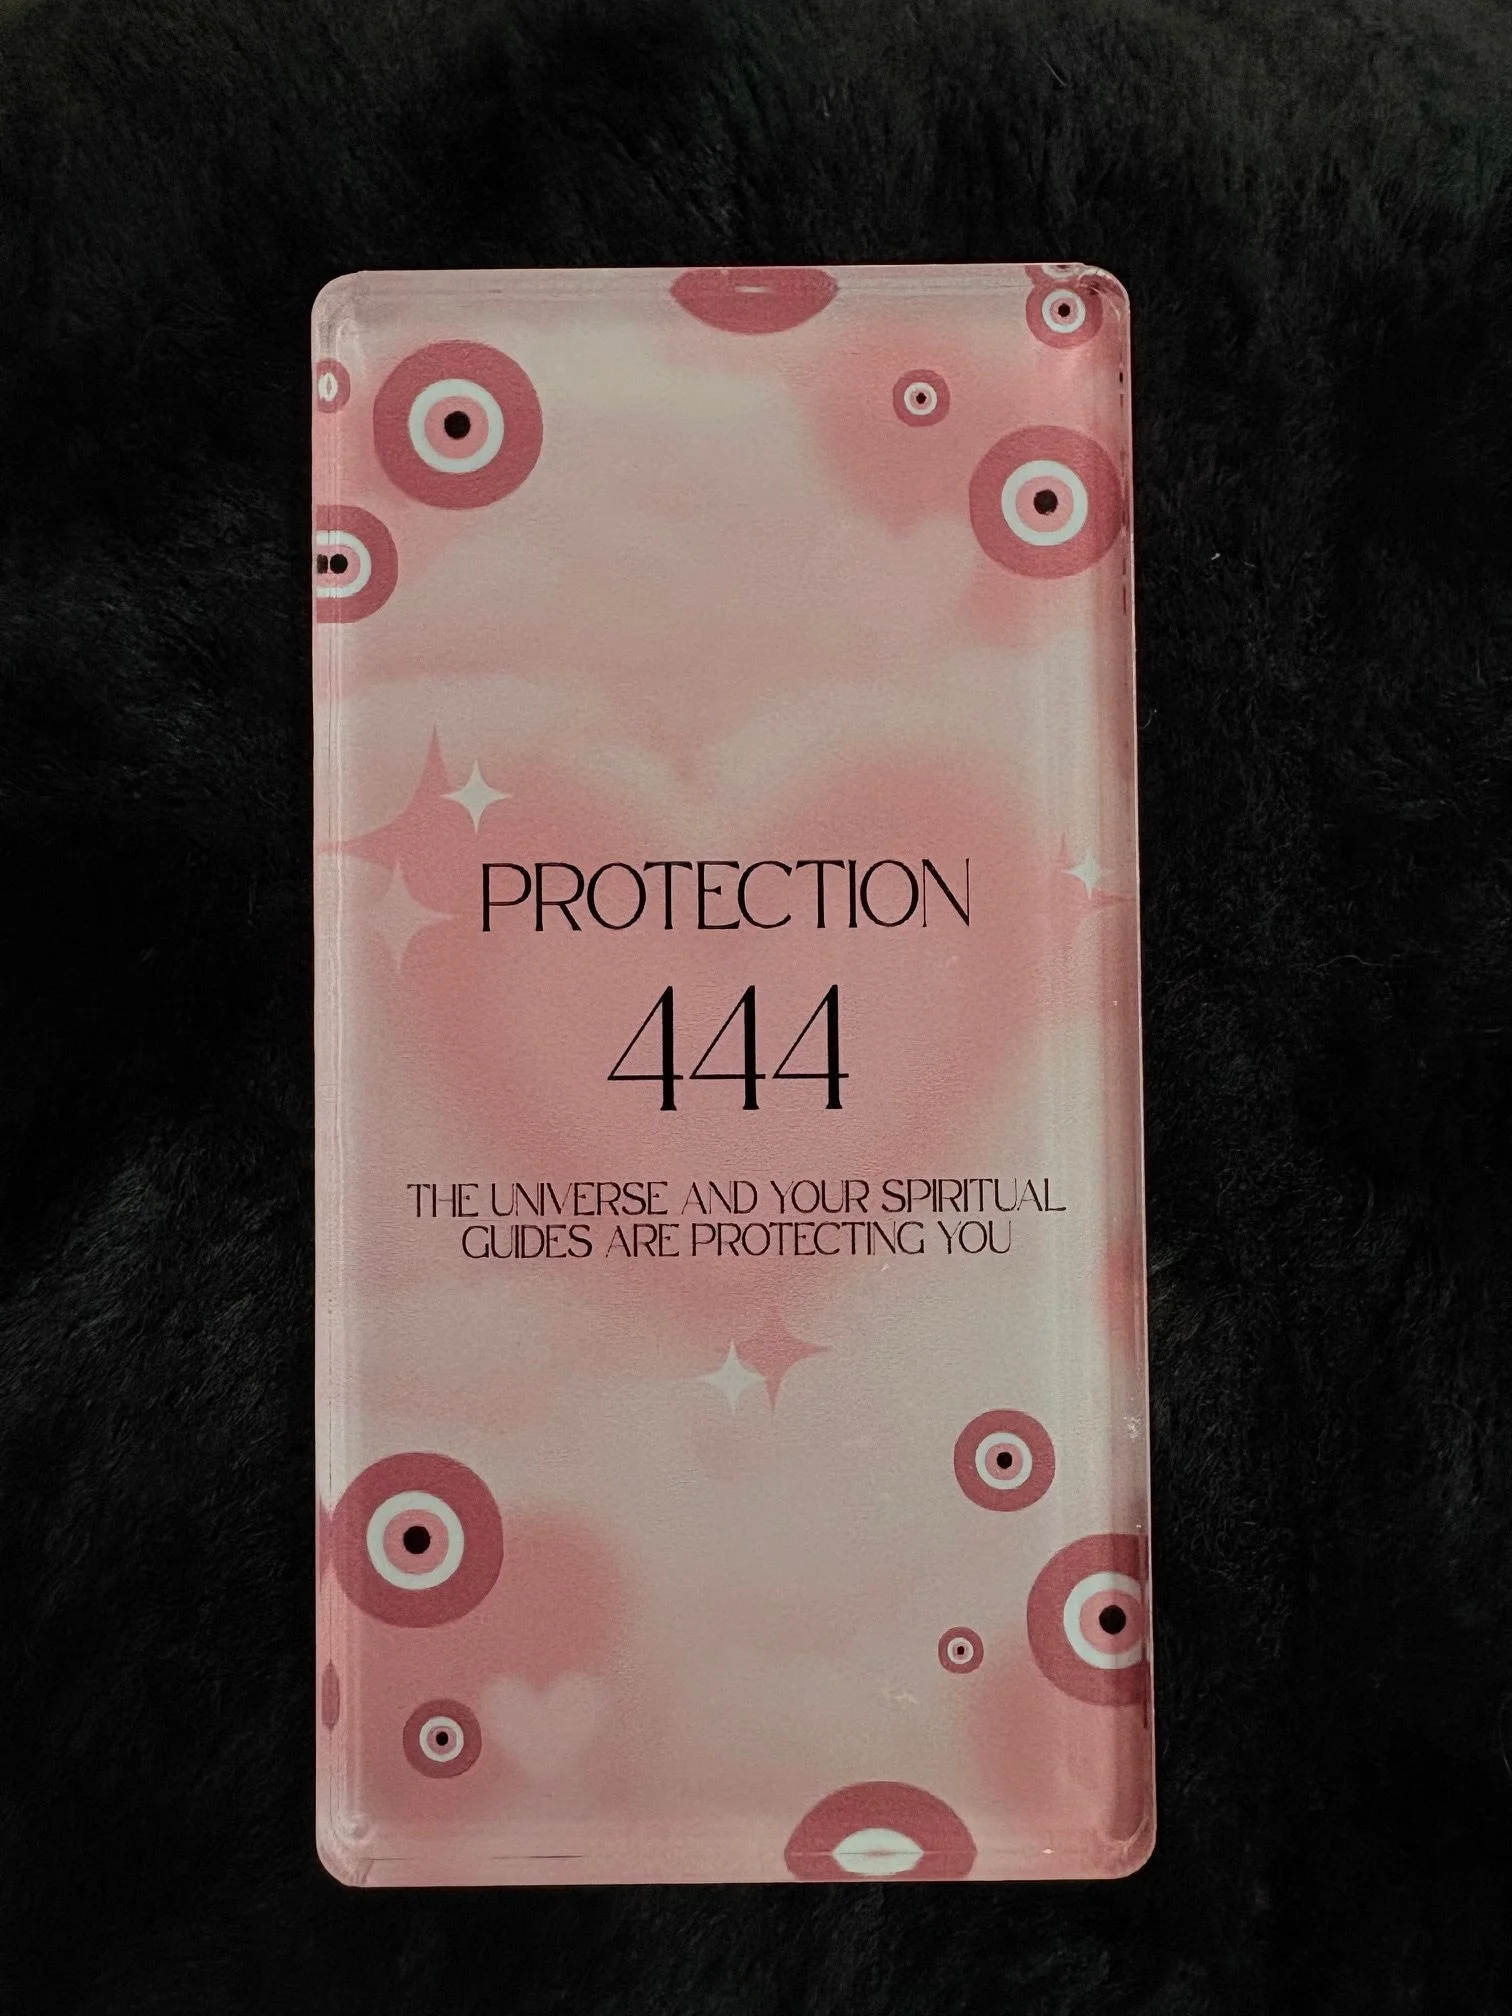 PROTECTION
444
THE UNIVERSE AND YOUR SPIRITUAL
GUIDES ARE PROTECTING YOU